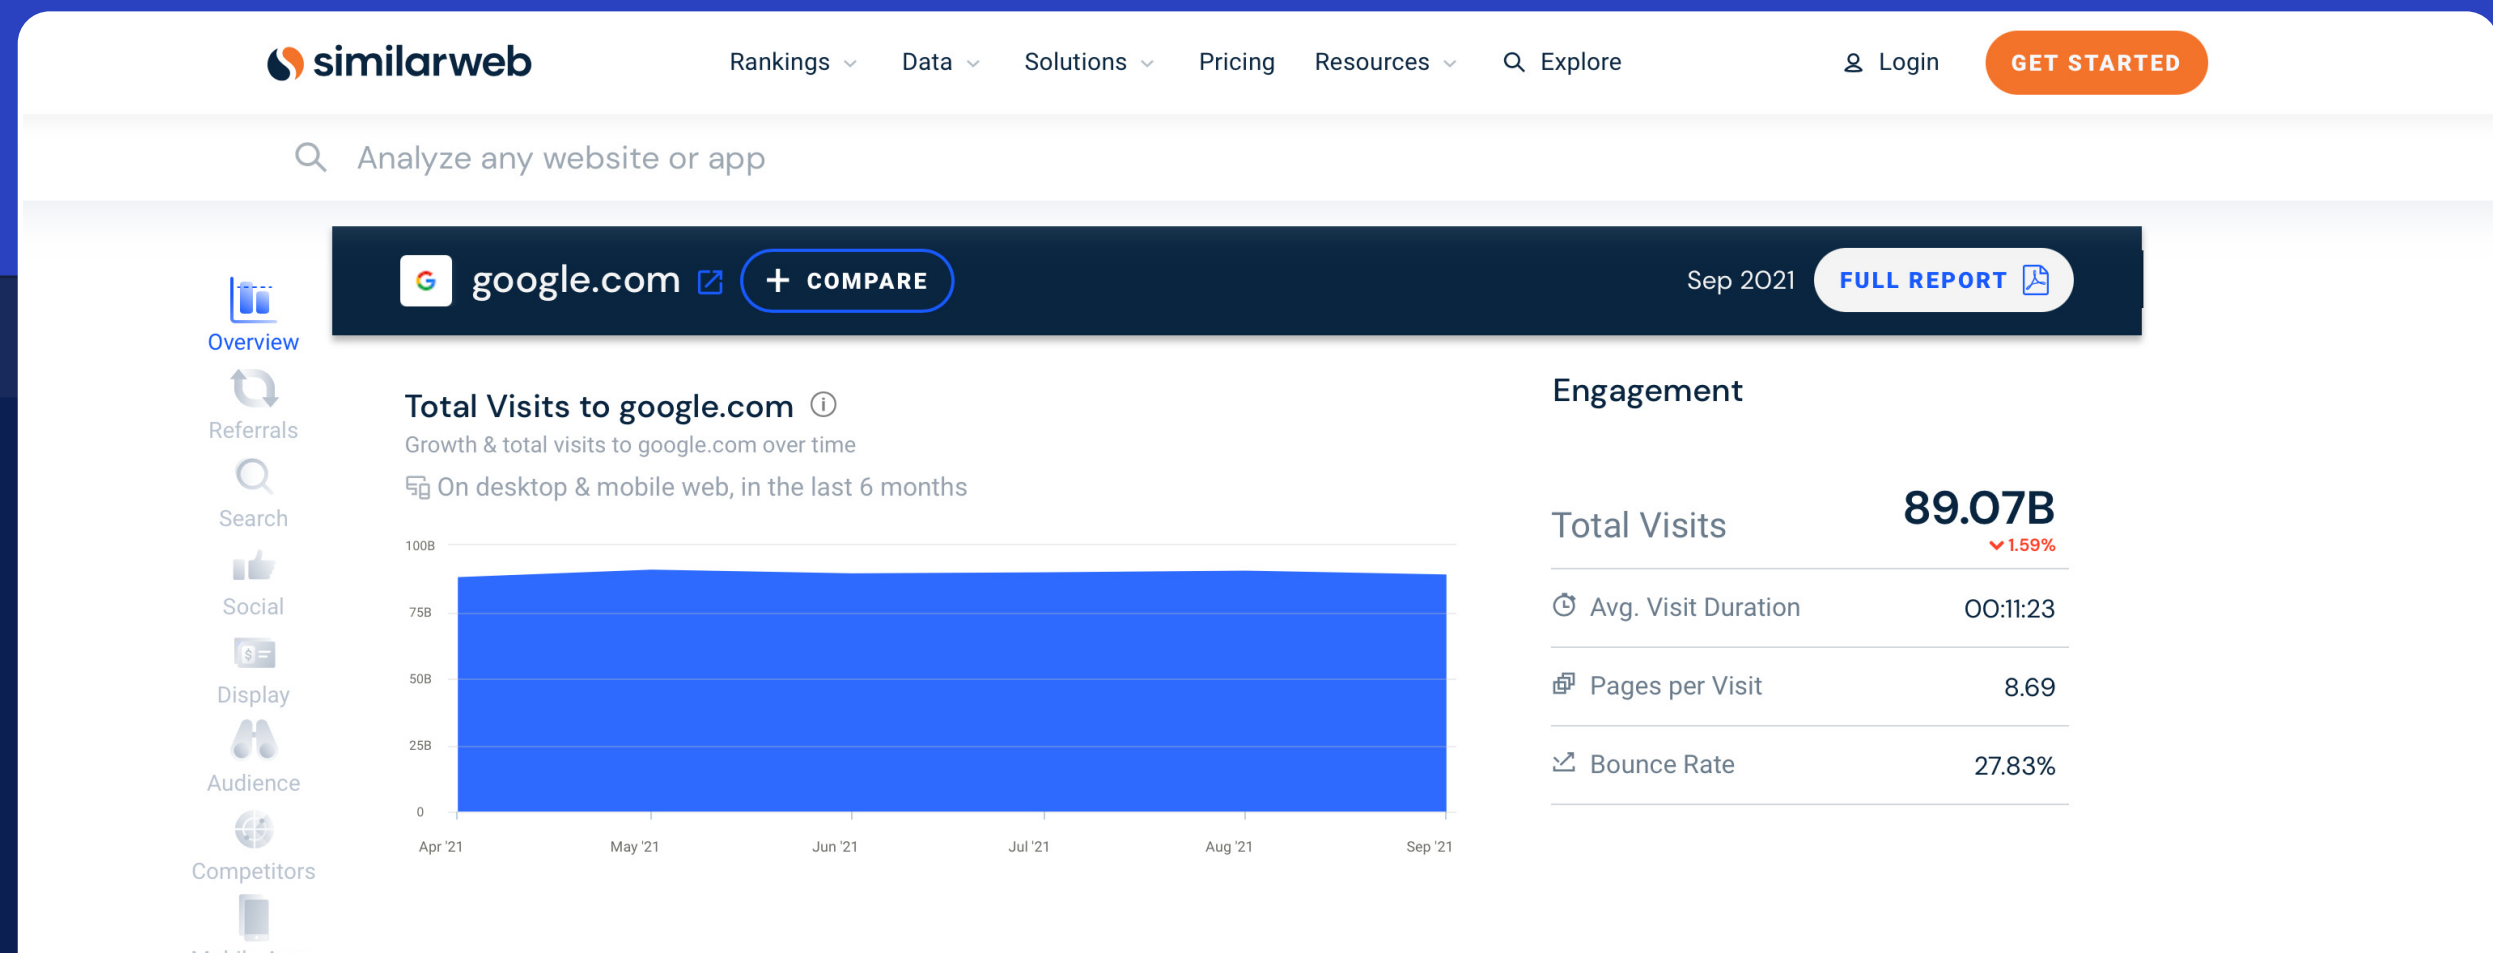 similarweb
Rankings Data Solutions Pricing Resources Explore Login GET STARTED
Analyze any website or app
G google.com + COMPARE Sep 2021 FULL REPORT
Overview
Referrals
Search
Social
Display
Audience
Competitors
Total Visits to google.com
Growth & total visits to google.com over time
On desktop & mobile web, in the last 6 months
100B
75B
50B
25B
0
Apr '21 May '21 Jun '21 Jul '21 Aug '21 Sep '21
Engagement
Total Visits 89.07B
1.59%
Avg. Visit Duration 00:11:23
Pages per Visit 8.69
Bounce Rate 27.83%